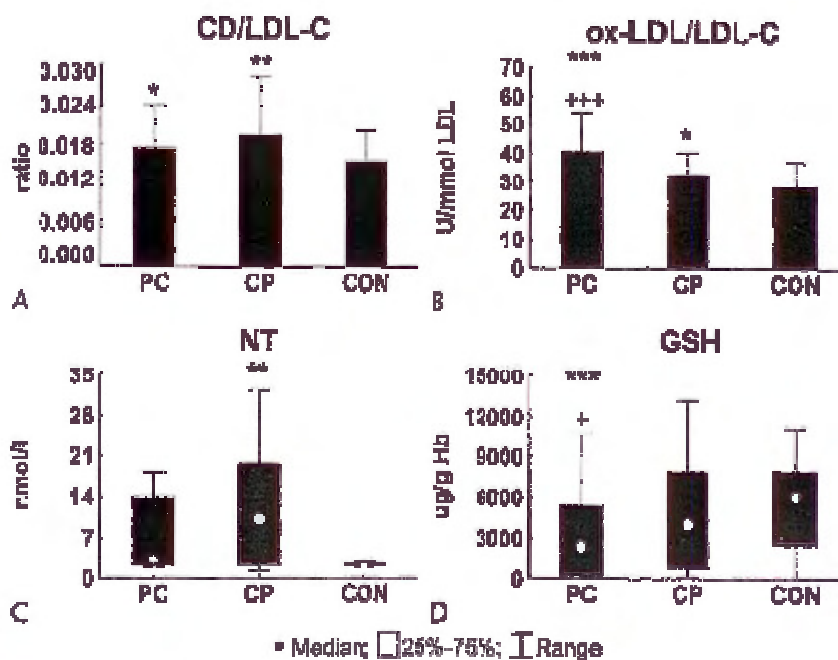 CD/LDL-C
** 
*
0.030
0.024
0.018
0.012
0.006
0.000
ratio
PC CP CON
A
ox-LDL/LDL-C
***
+++
*
70
60
50
40
30
20
10
0
U/mmol LDL
PC CP CON
B
NT
**
35
28
21
14
7
0
nmol/l
PC CP CON
C
GSH
***
+
15000
12000
9000
6000
3000
0
ug/g Hb
PC CP CON
D
Median; 25%-75%; Range